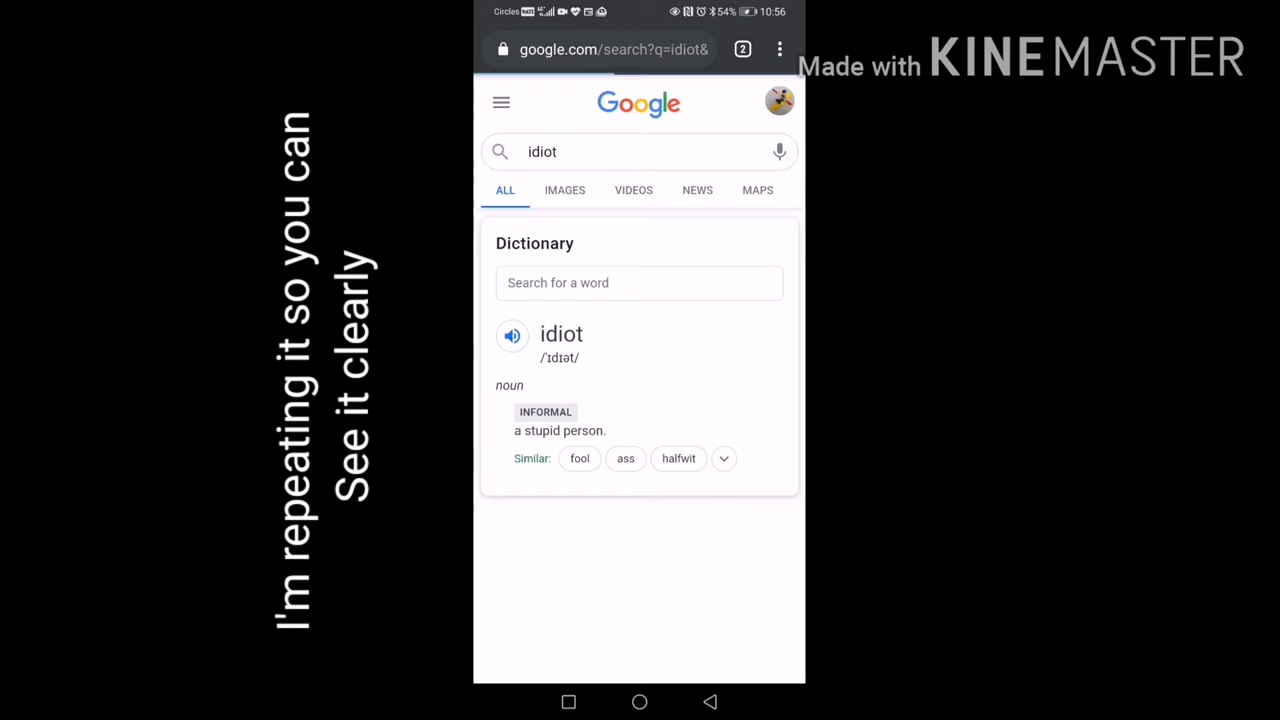 I'm repeating it so you can
See it clearly
Circles 54% 10:56
google.com/search?q=idiot& 2
Made with KINEMASTER
Google
idiot
ALL IMAGES VIDEOS NEWS MAPS
Dictionary
Search for a word
idiot
/ˈɪdɪət/
noun
INFORMAL
a stupid person.
Similar: fool ass halfwit